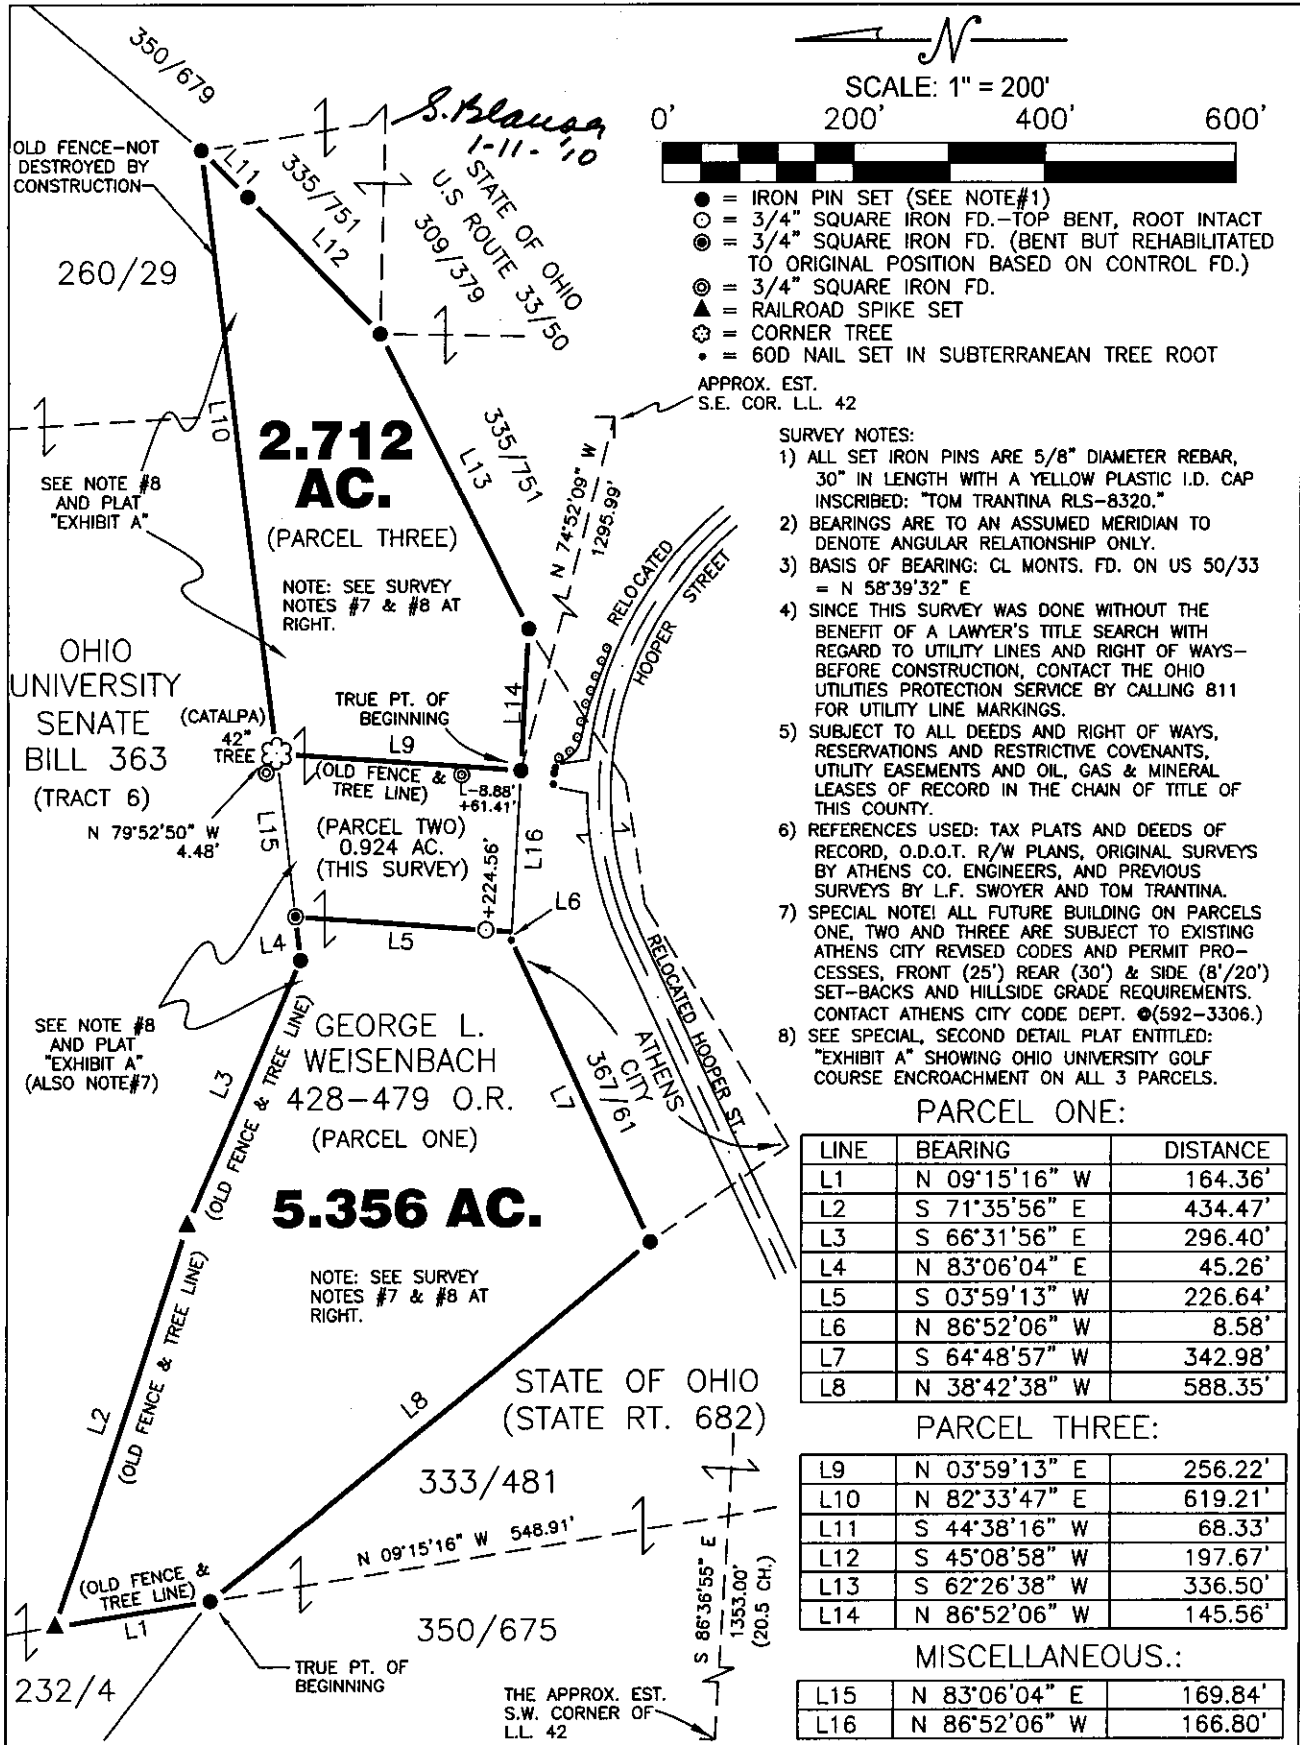 350/679
S. Blauser
1-11-'10
N
SCALE: 1" = 200'
0' 200' 400' 600'
OLD FENCE-NOT
DESTROYED BY
CONSTRUCTION
L11
335/751
L12
STATE OF OHIO
U.S ROUTE 33/50
309/379
● = IRON PIN SET (SEE NOTE#1)
○ = 3/4" SQUARE IRON FD.-TOP BENT, ROOT INTACT
◉ = 3/4" SQUARE IRON FD. (BENT BUT REHABILITATED
TO ORIGINAL POSITION BASED ON CONTROL FD.)
◎ = 3/4" SQUARE IRON FD.
▲ = RAILROAD SPIKE SET
= CORNER TREE
• = 60D NAIL SET IN SUBTERRANEAN TREE ROOT
260/29
L10
2.712
AC.
(PARCEL THREE)
335/751
L13
APPROX. EST.
S.E. COR. L.L. 42
N 74°52'09" W
1295.99'
SEE NOTE #8
AND PLAT
"EXHIBIT A"
NOTE: SEE SURVEY
NOTES #7 & #8 AT
RIGHT.
RELOCATED
HOOPER STREET
SURVEY NOTES:
1) ALL SET IRON PINS ARE 5/8" DIAMETER REBAR,
30" IN LENGTH WITH A YELLOW PLASTIC I.D. CAP
INSCRIBED: "TOM TRANTINA RLS-8320."
2) BEARINGS ARE TO AN ASSUMED MERIDIAN TO
DENOTE ANGULAR RELATIONSHIP ONLY.
3) BASIS OF BEARING: CL MONTS. FD. ON US 50/33
= N 58°39'32" E
4) SINCE THIS SURVEY WAS DONE WITHOUT THE
BENEFIT OF A LAWYER'S TITLE SEARCH WITH
REGARD TO UTILITY LINES AND RIGHT OF WAYS-
BEFORE CONSTRUCTION, CONTACT THE OHIO
UTILITIES PROTECTION SERVICE BY CALLING 811
FOR UTILITY LINE MARKINGS.
5) SUBJECT TO ALL DEEDS AND RIGHT OF WAYS,
RESERVATIONS AND RESTRICTIVE COVENANTS,
UTILITY EASEMENTS AND OIL, GAS & MINERAL
LEASES OF RECORD IN THE CHAIN OF TITLE OF
THIS COUNTY.
6) REFERENCES USED: TAX PLATS AND DEEDS OF
RECORD, O.D.O.T. R/W PLANS, ORIGINAL SURVEYS
BY ATHENS CO. ENGINEERS, AND PREVIOUS
SURVEYS BY L.F. SWOYER AND TOM TRANTINA.
7) SPECIAL NOTE! ALL FUTURE BUILDING ON PARCELS
ONE, TWO AND THREE ARE SUBJECT TO EXISTING
ATHENS CITY REVISED CODES AND PERMIT PRO-
CESSES, FRONT (25') REAR (30') & SIDE (8'/20')
SET-BACKS AND HILLSIDE GRADE REQUIREMENTS.
CONTACT ATHENS CITY CODE DEPT. @(592-3306.)
8) SEE SPECIAL, SECOND DETAIL PLAT ENTITLED:
"EXHIBIT A" SHOWING OHIO UNIVERSITY GOLF
COURSE ENCROACHMENT ON ALL 3 PARCELS.
OHIO
UNIVERSITY
SENATE
BILL 363
(TRACT 6)
(CATALPA)
42"
TREE
N 79°52'50" W
4.48'
TRUE PT. OF
BEGINNING
L14
L9
(OLD FENCE &
TREE LINE)
L-8.88'
+61.41'
L15
(PARCEL TWO)
0.924 AC.
(THIS SURVEY)
+224.56'
L16
L6
L4
L5
SEE NOTE #8
AND PLAT
"EXHIBIT A"
(ALSO NOTE#7)
L3
(OLD FENCE & TREE LINE)
GEORGE L.
WEISENBACH
428-479 O.R.
(PARCEL ONE)
L7
367/61
ATHENS
CITY
RELOCATED HOOPER ST.
5.356 AC.
NOTE: SEE SURVEY
NOTES #7 & #8 AT
RIGHT.
L2
(OLD FENCE & TREE LINE)
L8
STATE OF OHIO
(STATE RT. 682)
333/481
N 09°15'16" W 548.91'
(OLD FENCE &
TREE LINE)
L1
350/675
232/4
TRUE PT. OF
BEGINNING
S 86°36'55" E
1353.00'
(20.5 CH.)
THE APPROX. EST.
S.W. CORNER OF
L.L. 42
PARCEL ONE:
LINE BEARING DISTANCE
L1 N 09°15'16" W 164.36'
L2 S 71°35'56" E 434.47'
L3 S 66°31'56" E 296.40'
L4 N 83°06'04" E 45.26'
L5 S 03°59'13" W 226.64'
L6 N 86°52'06" W 8.58'
L7 S 64°48'57" W 342.98'
L8 N 38°42'38" W 588.35'
PARCEL THREE:
L9 N 03°59'13" E 256.22'
L10 N 82°33'47" E 619.21'
L11 S 44°38'16" W 68.33'
L12 S 45°08'58" W 197.67'
L13 S 62°26'38" W 336.50'
L14 N 86°52'06" W 145.56'
MISCELLANEOUS.:
L15 N 83°06'04" E 169.84'
L16 N 86°52'06" W 166.80'